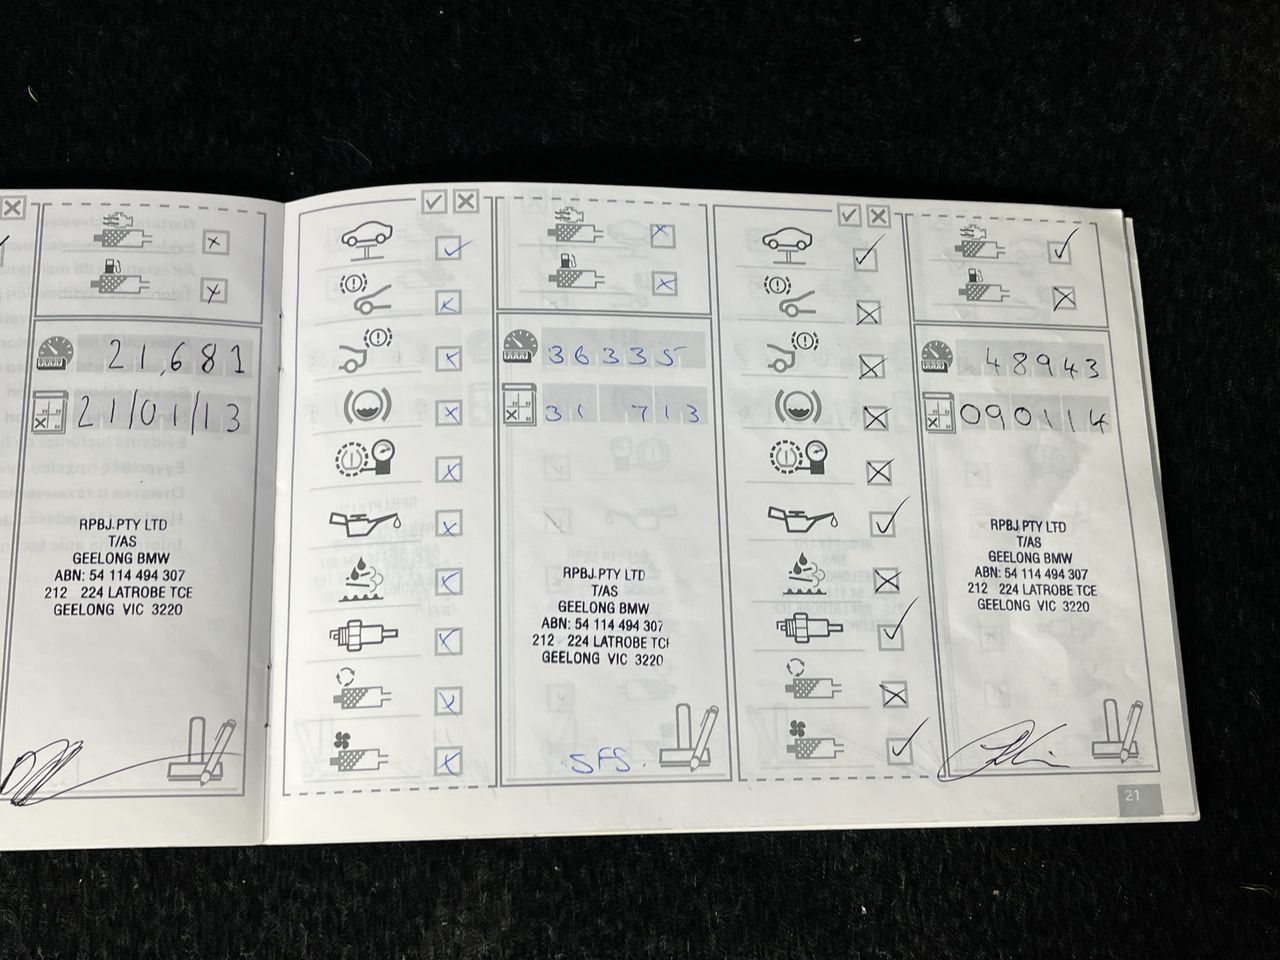 21,681
21/01/13
RPBJ PTY LTD
T/AS
GEELONG BMW
ABN: 54 114 494 307
212 224 LATROBE TCE
GEELONG VIC 3220
36335
31 713
RPBJ PTY LTD
T/AS
GEELONG BMW
ABN: 54 114 494 307
212 224 LATROBE TCE
GEELONG VIC 3220
SFS.
48943
090114
RPBJ PTY LTD
T/AS
GEELONG BMW
ABN: 54 114 494 307
212 224 LATROBE TCE
GEELONG VIC 3220
21